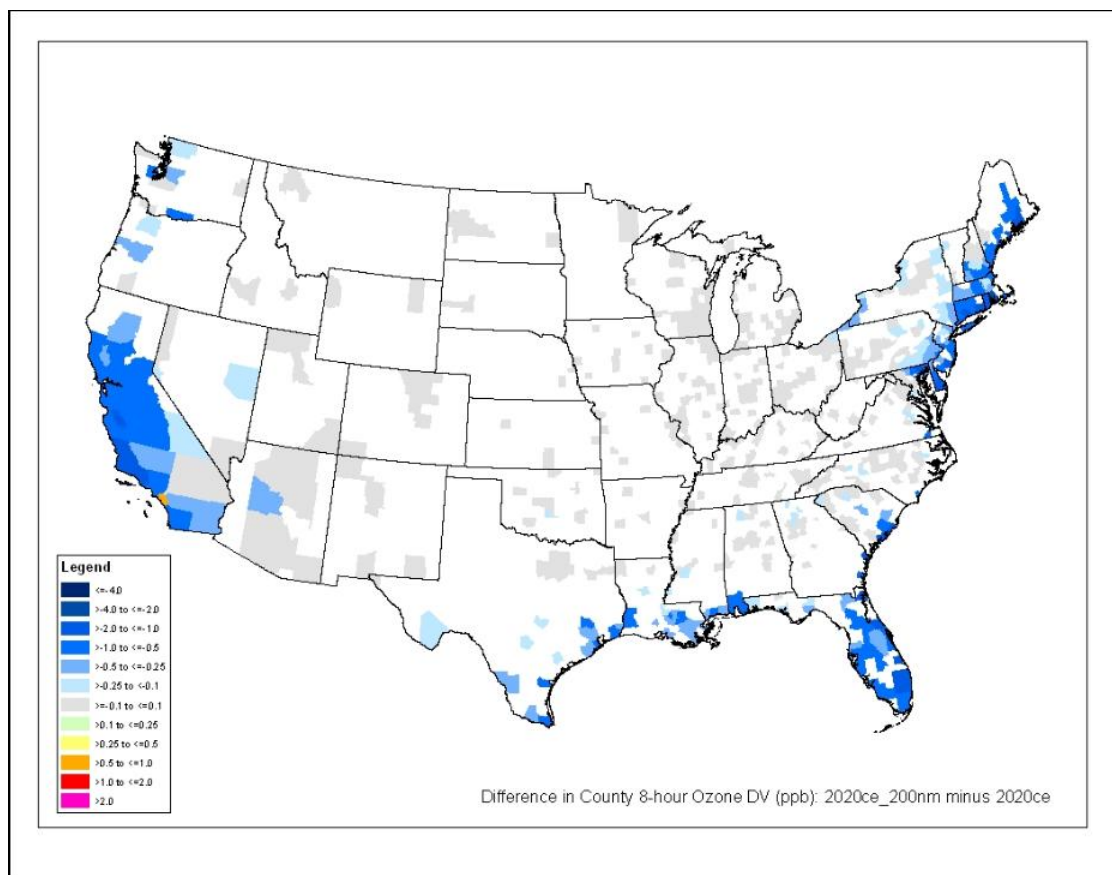 Legend
<=-4.0
>-4.0 to <=-2.0
>-2.0 to <=-1.0
>-1.0 to <=-0.5
>-0.5 to <=-0.25
>-0.25 to <=-0.1
>=-0.1 to <=0.1
>0.1 to <=0.25
>0.25 to <=0.5
>0.5 to <=1.0
>1.0 to <=2.0
>2.0
Difference in County 8-hour Ozone DV (ppb): 2020ce_200nm minus 2020ce